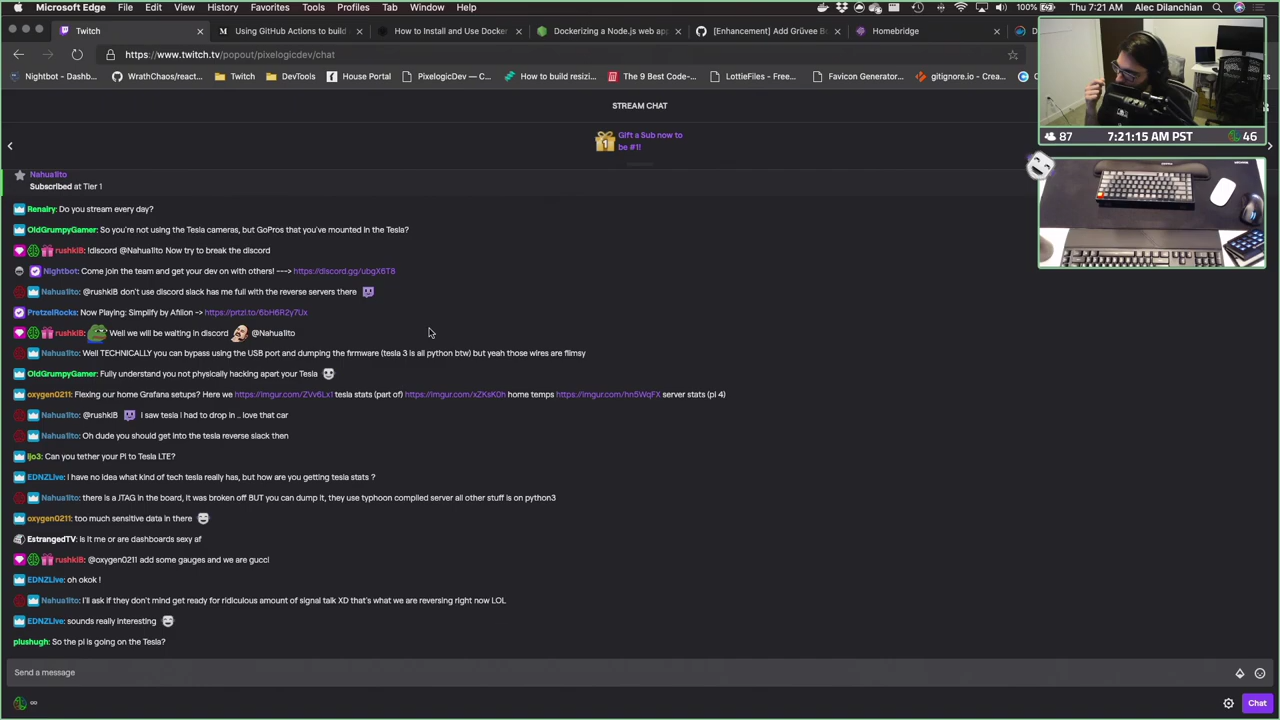 Microsoft Edge File Edit View History Favorites Tools Profiles Tab Window Help 100% Thu Pm 7:21 AM Alec Dilanchian
Twitch
Using GitHub Actions to build
How to Install and Use Docker
Dockerizing a Node.js web app
[Enhancement] Add Grüvee B
Homebridge
https://www.twitch.tv/popout/pixelogicdev/chat
Nightbot - Dashb... WrathChaos/react... Twitch DevTools House Portal PixelogicDev — C... How to build resizi... The 9 Best Code-... LottieFiles - Free... Favicon Generator... gitignore.io - Crea...
STREAM CHAT
Gift a Sub now to
be #1!
1
Nahua1ito
Subscribed at Tier 1
Renairy: Do you stream every day?
OldGrumpyGamer: So you're not using the Tesla cameras, but GoPros that you've mounted in the Tesla?
rushkiB: !discord @Nahua1ito Now try to break the discord
Nightbot: Come join the team and get your dev on with others! ---> https://discord.gg/ubgX6T8
Nahua1ito: @rushkiB don't use discord slack has me full with the reverse servers there
PretzelRocks: Now Playing: Simplify by Afilon -> https://prtzl.to/6bH6R2y7Ux
rushkiB: Well we will be waiting in discord @Nahua1ito
Nahua1ito: Well TECHNICALLY you can bypass using the USB port and dumping the firmware (tesla 3 is all python btw) but yeah those wires are flimsy
OldGrumpyGamer: Fully understand you not physically hacking apart your Tesla
oxygen0211: Flexing our home Grafana setups? Here we https://imgur.com/ZVv6Lx1 tesla stats (part of) https://imgur.com/xZKsK0h home temps https://imgur.com/hn5WqFX server stats (pi 4)
Nahua1ito: @rushkiB I saw tesla i had to drop in .. love that car
Nahua1ito: Oh dude you should get into the tesla reverse slack then
ljo3: Can you tether your Pi to Tesla LTE?
EDNZLive: I have no idea what kind of tech tesla really has, but how are you getting tesla stats ?
Nahua1ito: there is a JTAG in the board, it was broken off BUT you can dump it, they use typhoon compiled server all other stuff is on python3
oxygen0211: too much sensitive data in there
EstrangedTV: is it me or are dashboards sexy af
rushkiB: @oxygen0211 add some gauges and we are gucci
EDNZLive: oh okok !
Nahua1ito: I'll ask if they don't mind get ready for ridiculous amount of signal talk XD that's what we are reversing right now LOL
EDNZLive: sounds really interesting
plushugh: So the pi is going on the Tesla?
Send a message
Chat
87 7:21:15 AM PST 46